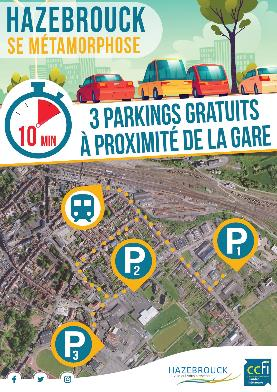 HAZEBROUCK
SE MÉTAMORPHOSE
10 MIN
3 PARKINGS GRATUITS
À PROXIMITÉ DE LA GARE
P1
P2
P3
HAZEBROUCK
ccfi